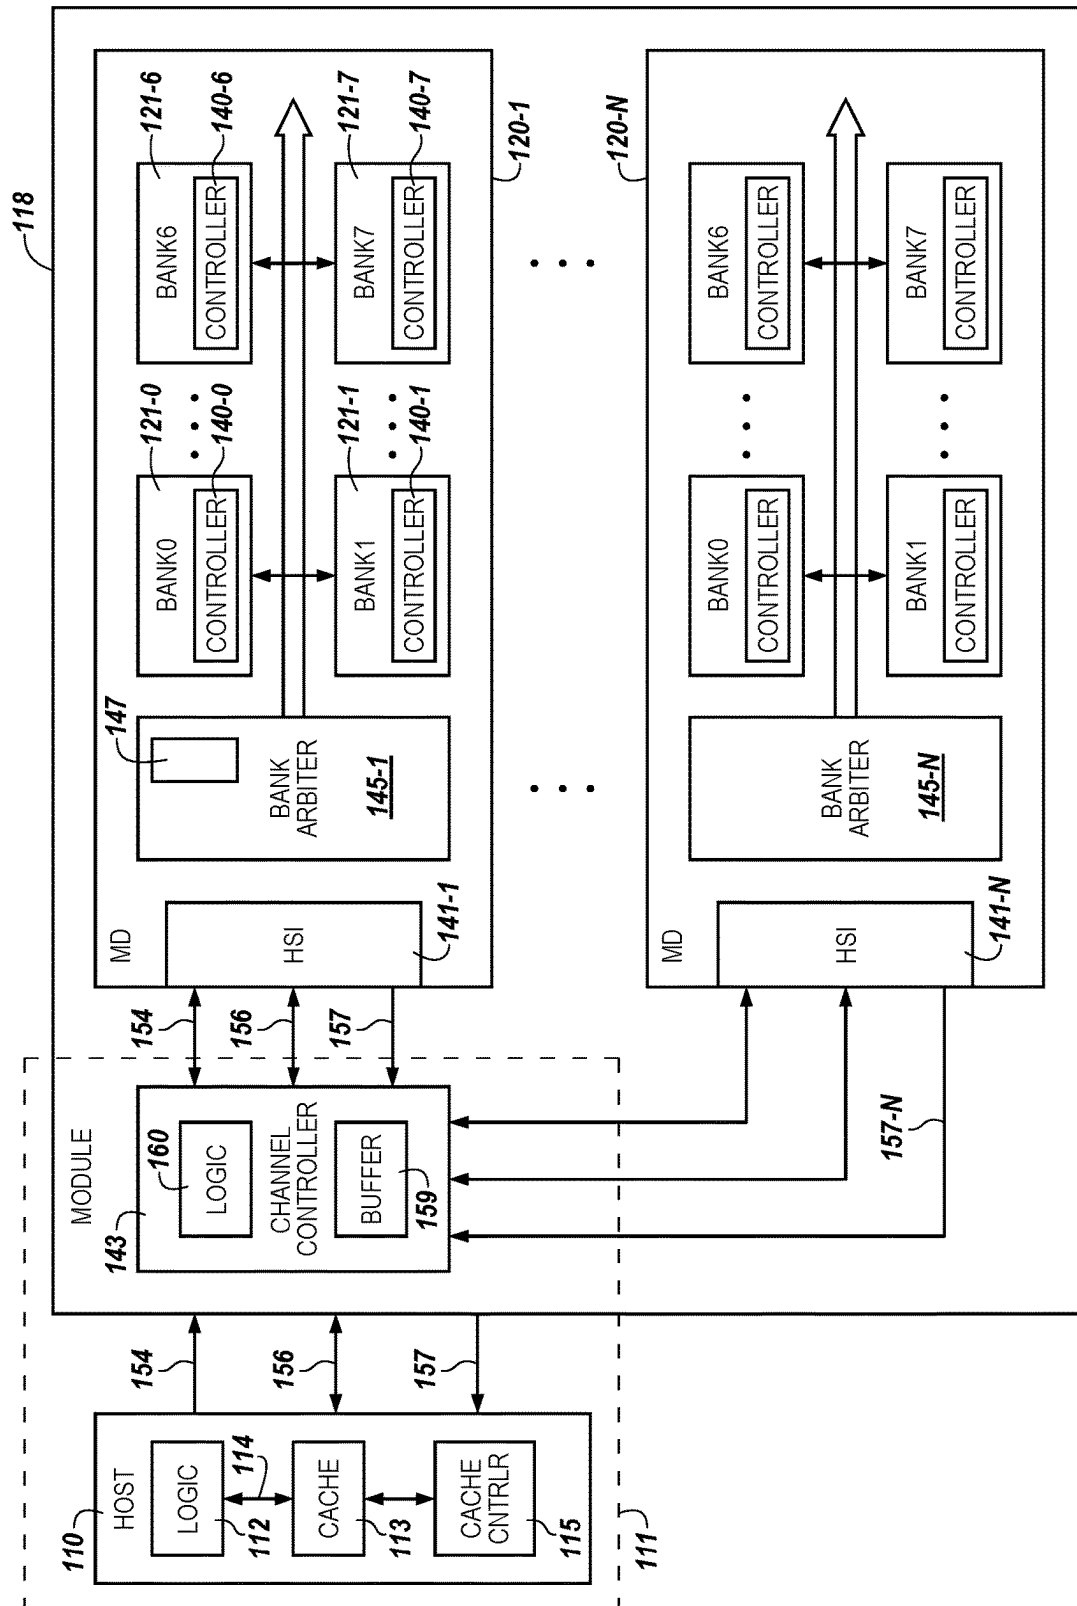 118
MODULE
143
160
LOGIC
CHANNEL
CONTROLLER
BUFFER
159
154
156
157
MD
HSI
141-1
147
BANK
ARBITER
145-1
BANK0
CONTROLLER
121-0
140-0
BANK6
CONTROLLER
121-6
140-6
BANK1
CONTROLLER
121-1
140-1
BANK7
CONTROLLER
121-7
140-7
120-1
110
HOST
LOGIC
112
114
CACHE
113
CACHE
CNTRLR
115
111
154
156
157
157-N
MD
HSI
141-N
BANK
ARBITER
145-N
BANK0
CONTROLLER
BANK6
CONTROLLER
BANK1
CONTROLLER
BANK7
CONTROLLER
120-N